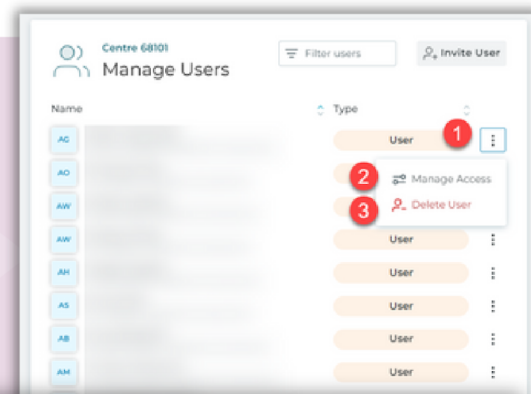 Centre 68101
Manage Users
Filter users
Invite User
Name
Type
AG
User
1
AO
2
Manage Access
AW
3
Delete User
AW
User
AH
User
AS
User
AB
User
AM
User